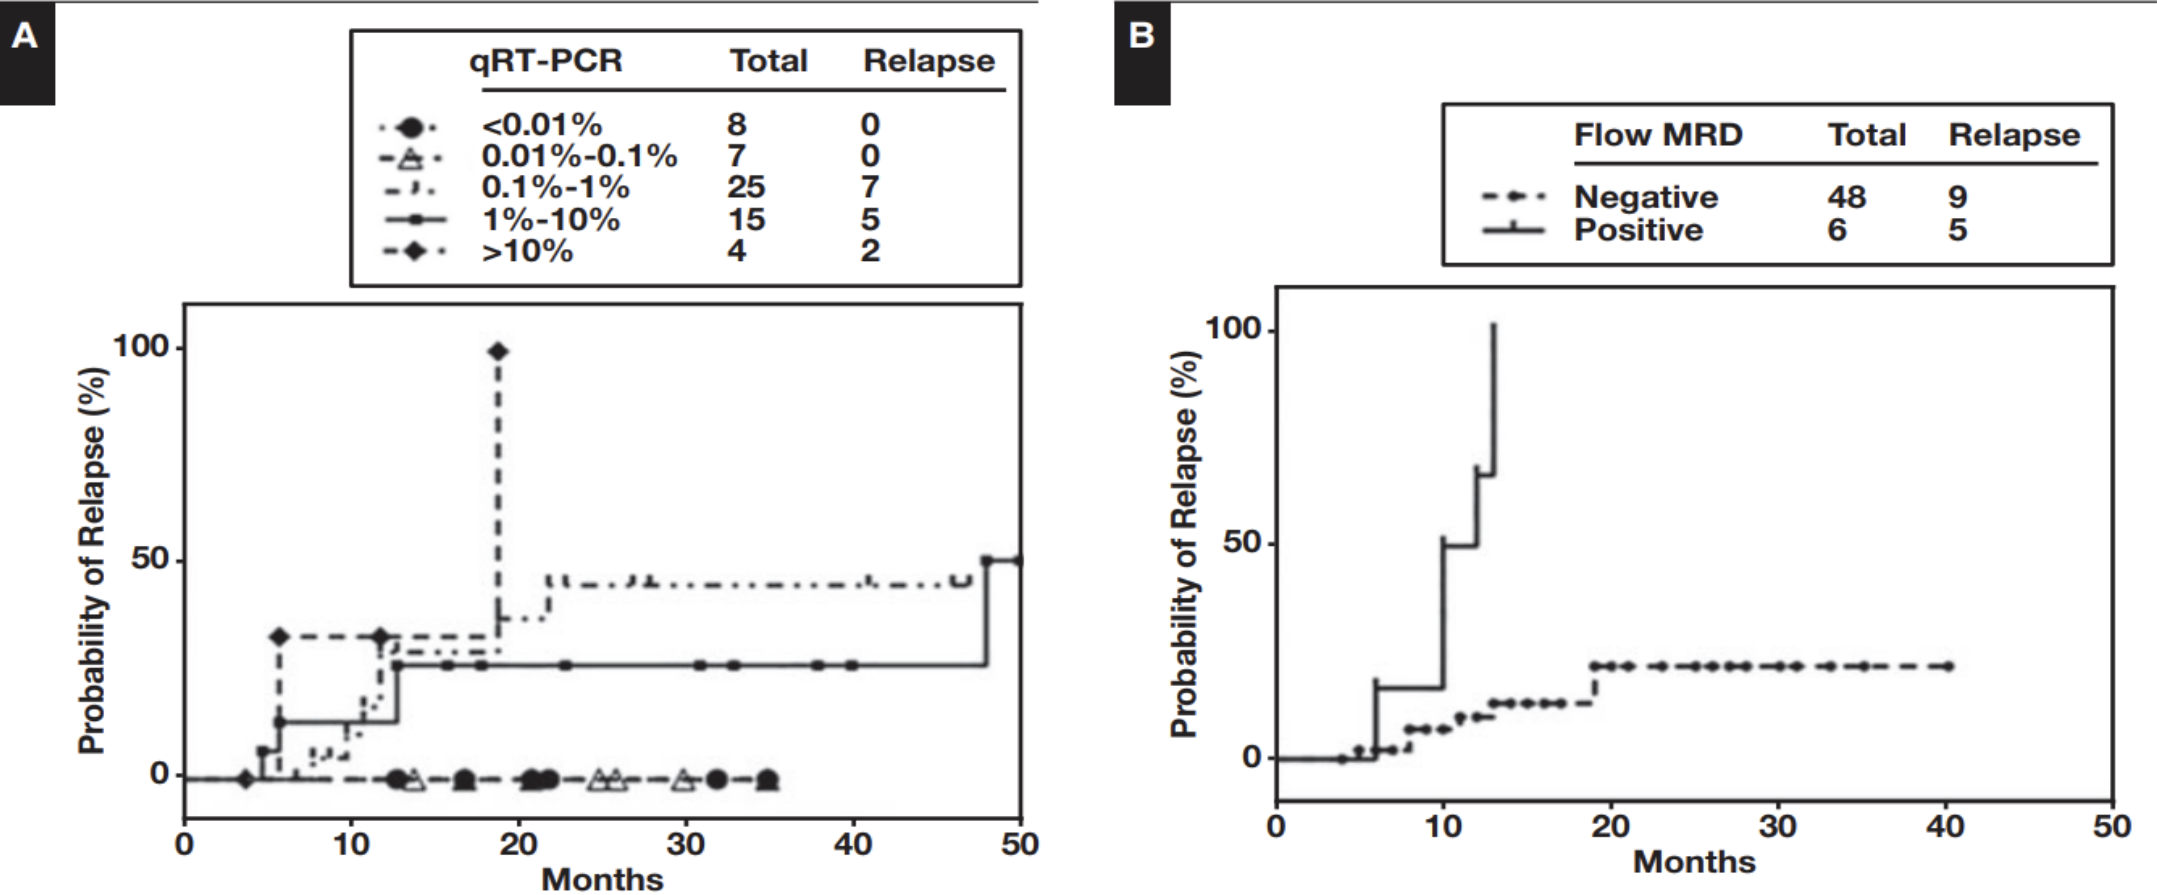 A
qRT-PCR Total Relapse
<0.01% 8 0
0.01%-0.1% 7 0
0.1%-1% 25 7
1%-10% 15 5
>10% 4 2
Probability of Relapse (%)
100
50
0
0 10 20 30 40 50
Months
B
Flow MRD Total Relapse
Negative 48 9
Positive 6 5
Probability of Relapse (%)
100
50
0
0 10 20 30 40 50
Months